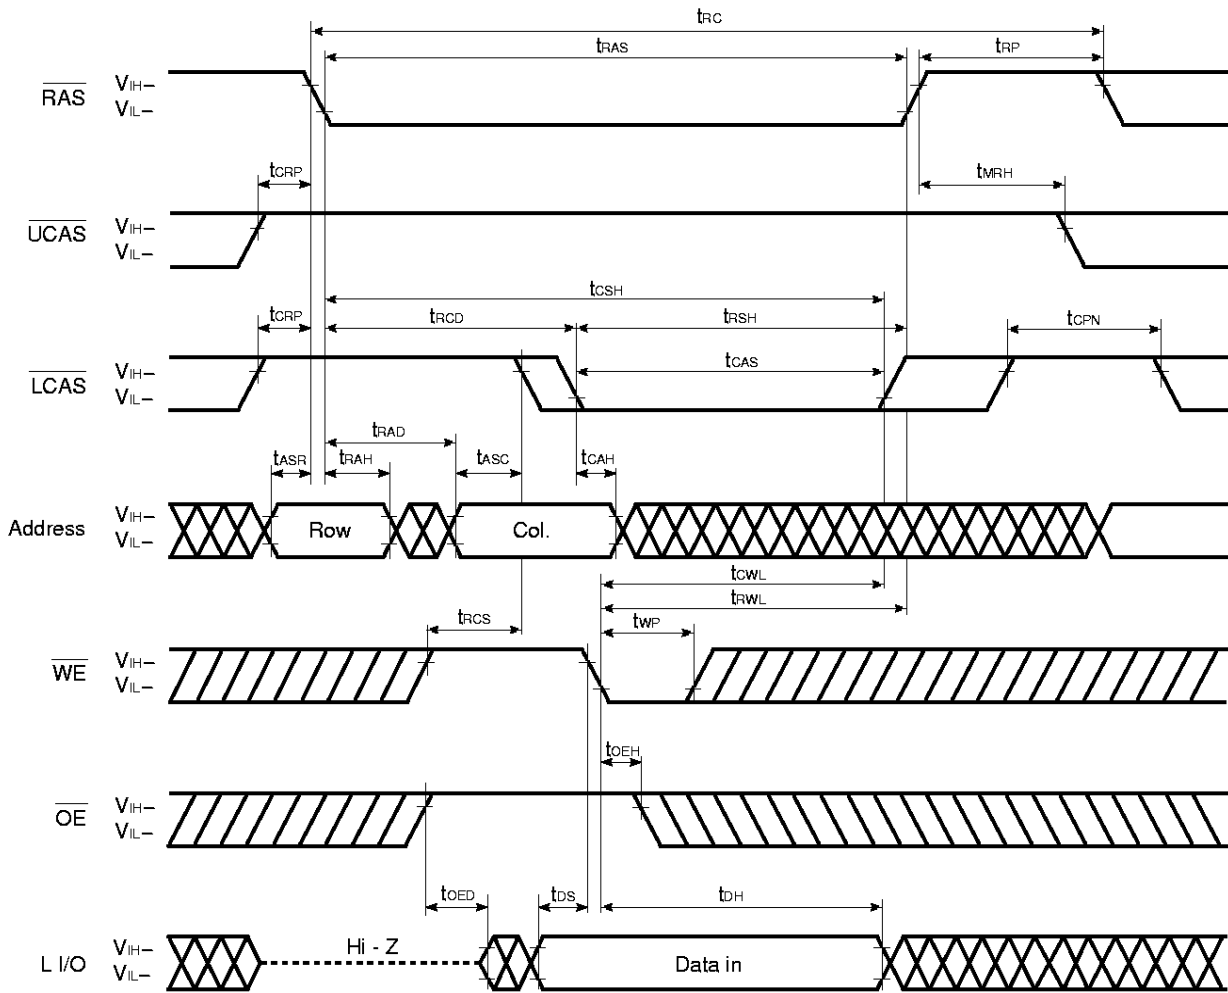 tRC
tRAS
tRP
RAS
VIH–
VIL–
tCRP
tMRH
UCAS
VIH–
VIL–
tCSH
tCRP
tRCD
tRSH
tCPN
LCAS
VIH–
VIL–
tCAS
tRAD
tASR
tRAH
tASC
tCAH
Address
VIH–
VIL–
Row
Col.
tCWL
tRWL
tRCS
tWP
WE
VIH–
VIL–
tOEH
OE
VIH–
VIL–
tOED
tDS
tDH
L I/O
VIH–
VIL–
Hi - Z
Data in